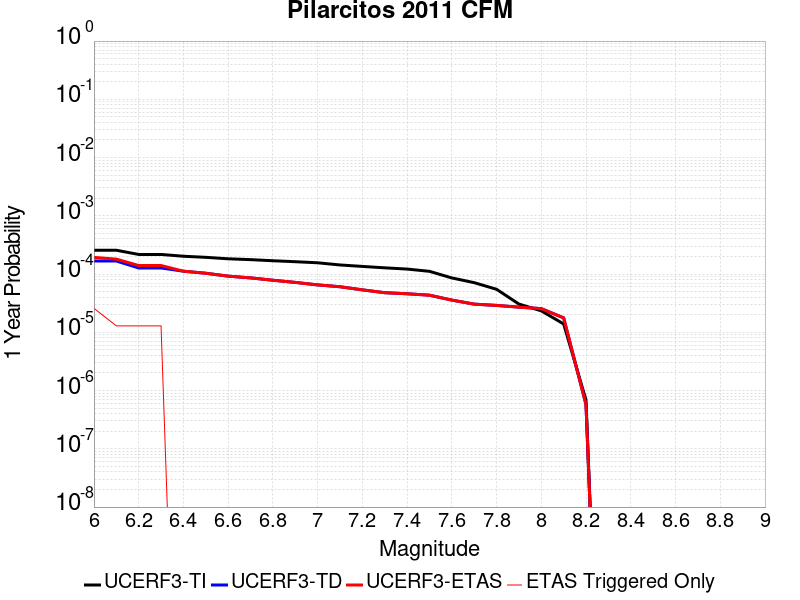 Pilarcitos 2011 CFM
10^0
10^-1
10^-2
10^-3
10^-4
10^-5
10^-6
10^-7
10^-8
1 Year Probability
6 6.2 6.4 6.6 6.8 7 7.2 7.4 7.6 7.8 8 8.2 8.4 8.6 8.8 9
Magnitude
UCERF3-TI UCERF3-TD UCERF3-ETAS ETAS Triggered Only